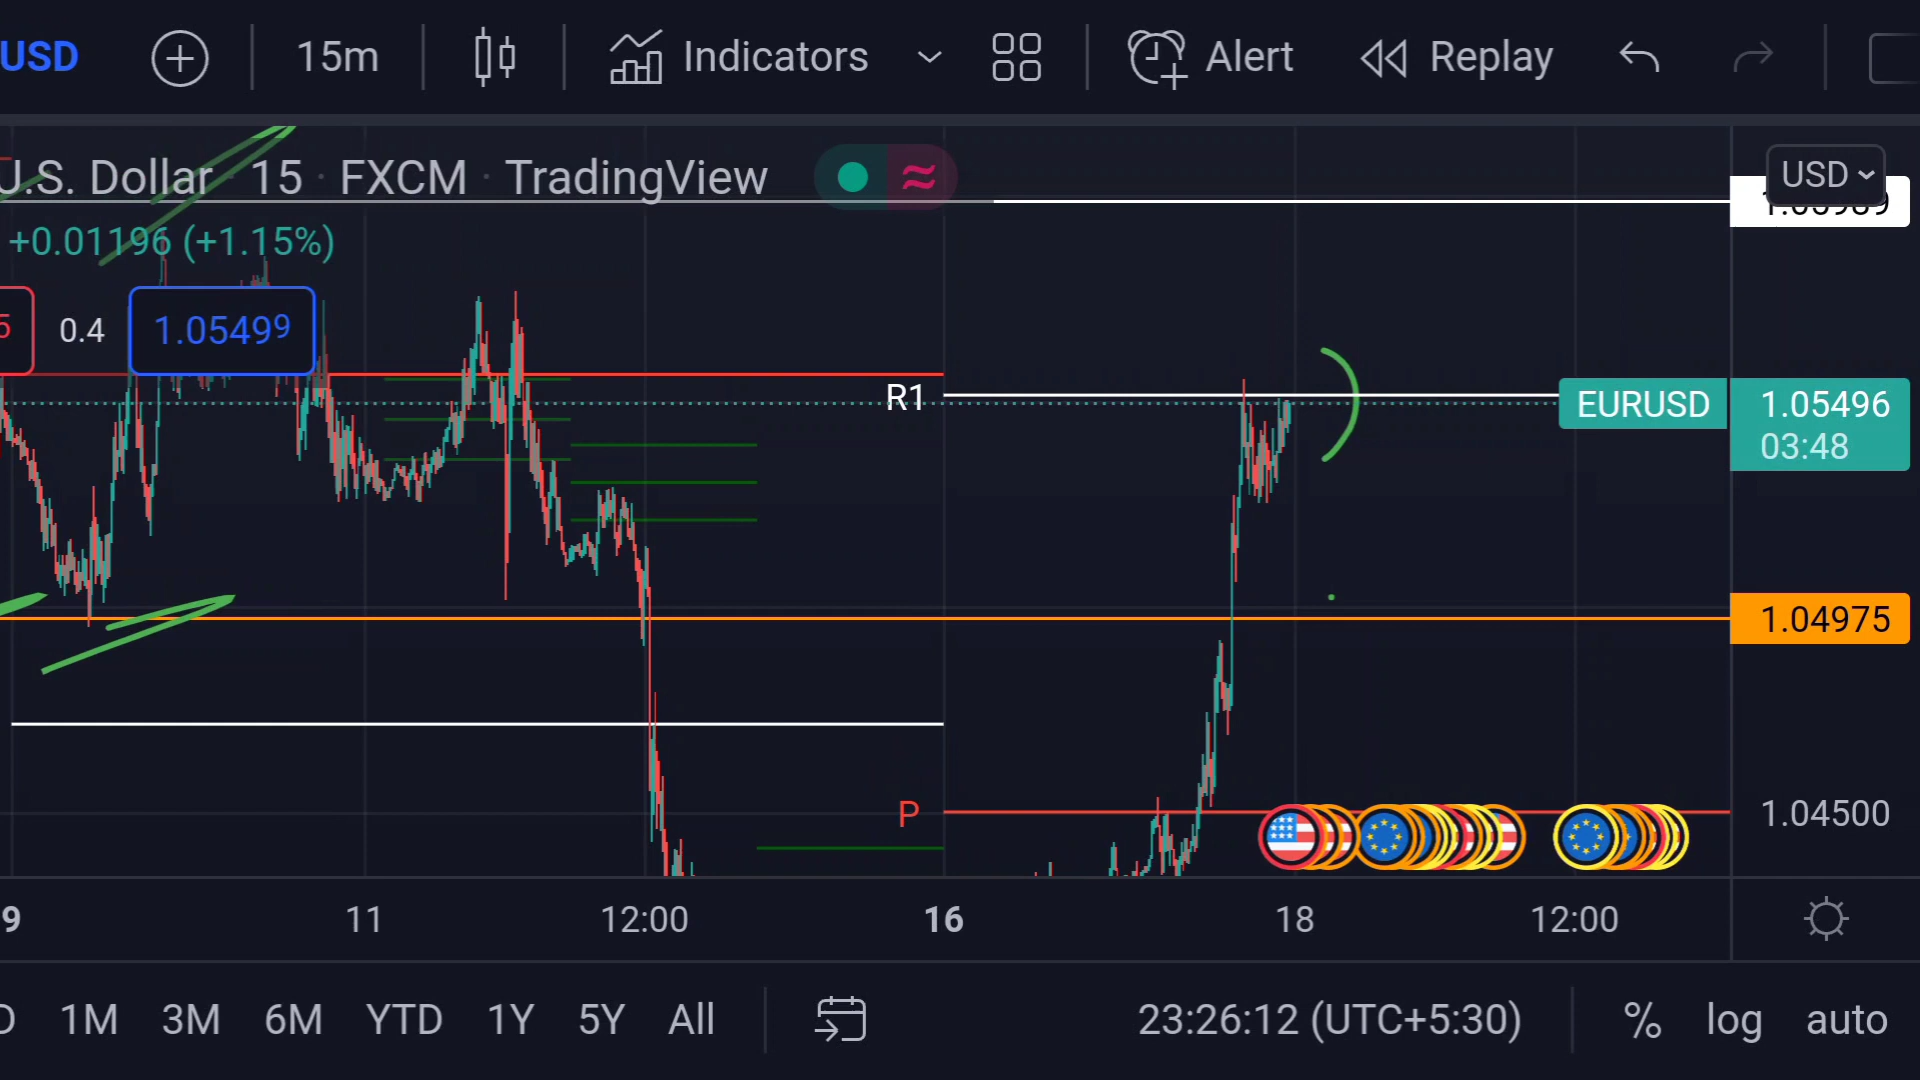 USD 15m Indicators Alert Replay
U.S. Dollar · 15 · FXCM · TradingView
USD
+0.01196 (+1.15%)
5 0.4 1.05499
R1
EURUSD 1.05496
03:48
1.04975
P
1.04500
9 11 12:00 16 18 12:00
D 1M 3M 6M YTD 1Y 5Y All 23:26:12 (UTC+5:30) % log auto